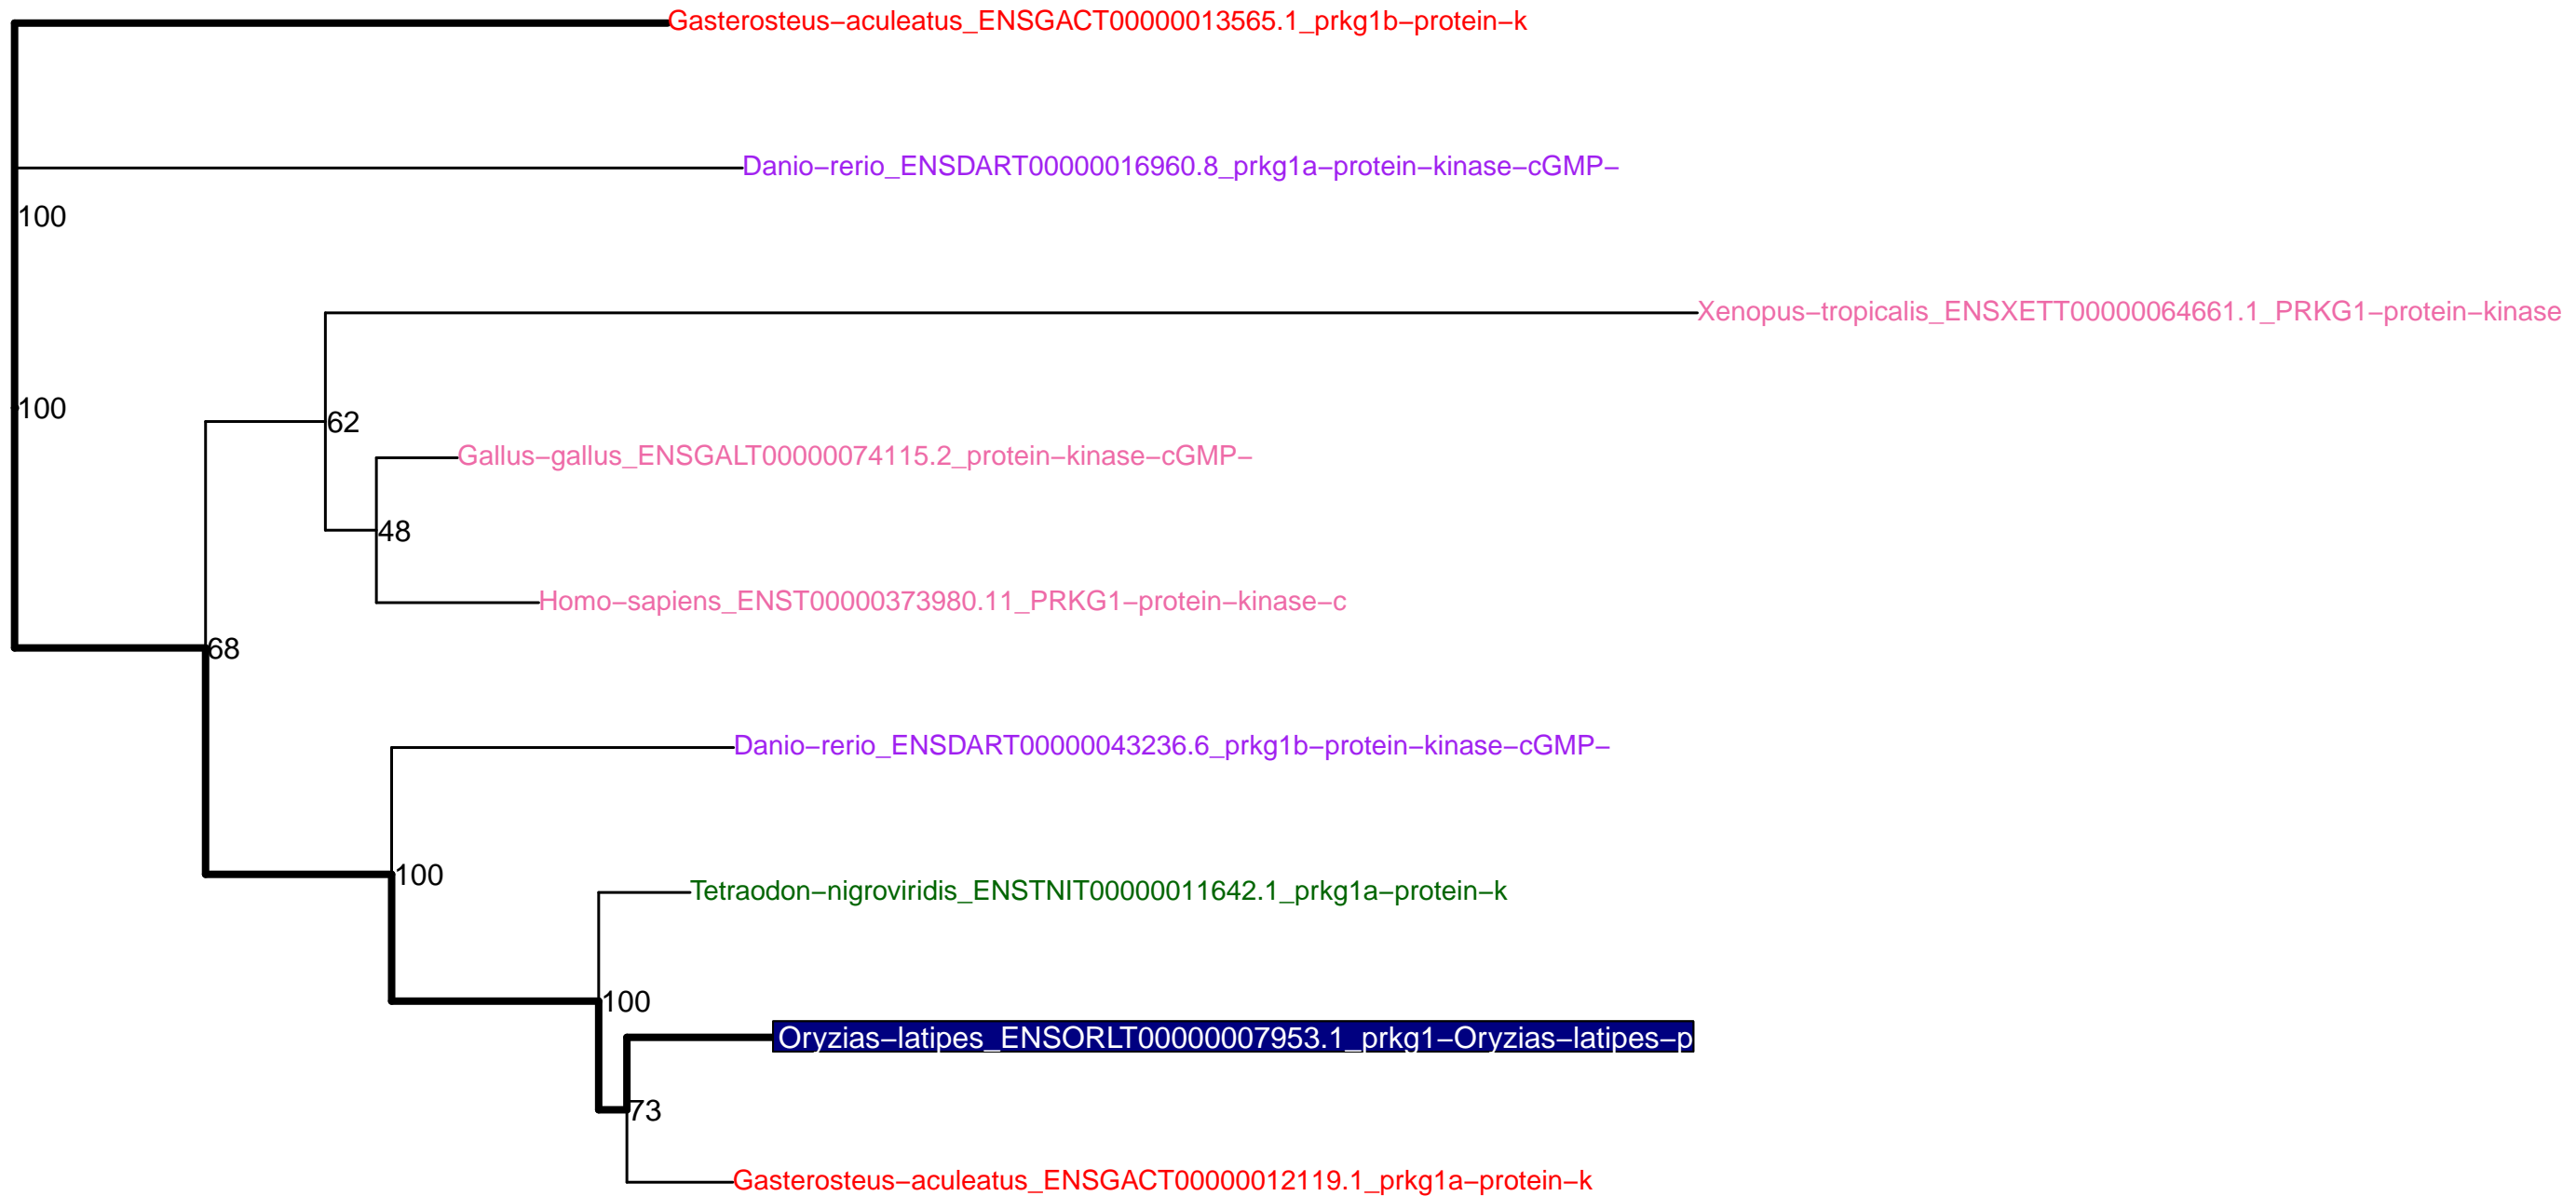 Gasterosteus−aculeatus_ENSGACT00000013565.1_prkg1b−protein−k
Danio−rerio_ENSDART00000016960.8_prkg1a−protein−kinase−cGMP−
100
Xenopus−tropicalis_ENSXETT00000064661.1_PRKG1−protein−kinase
100
62
Gallus−gallus_ENSGALT00000074115.2_protein−kinase−cGMP−
48
Homo−sapiens_ENST00000373980.11_PRKG1−protein−kinase−c
68
Danio−rerio_ENSDART00000043236.6_prkg1b−protein−kinase−cGMP−
100
Tetraodon−nigroviridis_ENSTNIT00000011642.1_prkg1a−protein−k
100
Oryzias−latipes_ENSORLT00000007953.1_prkg1−Oryzias−latipes−p
73
Gasterosteus−aculeatus_ENSGACT00000012119.1_prkg1a−protein−k